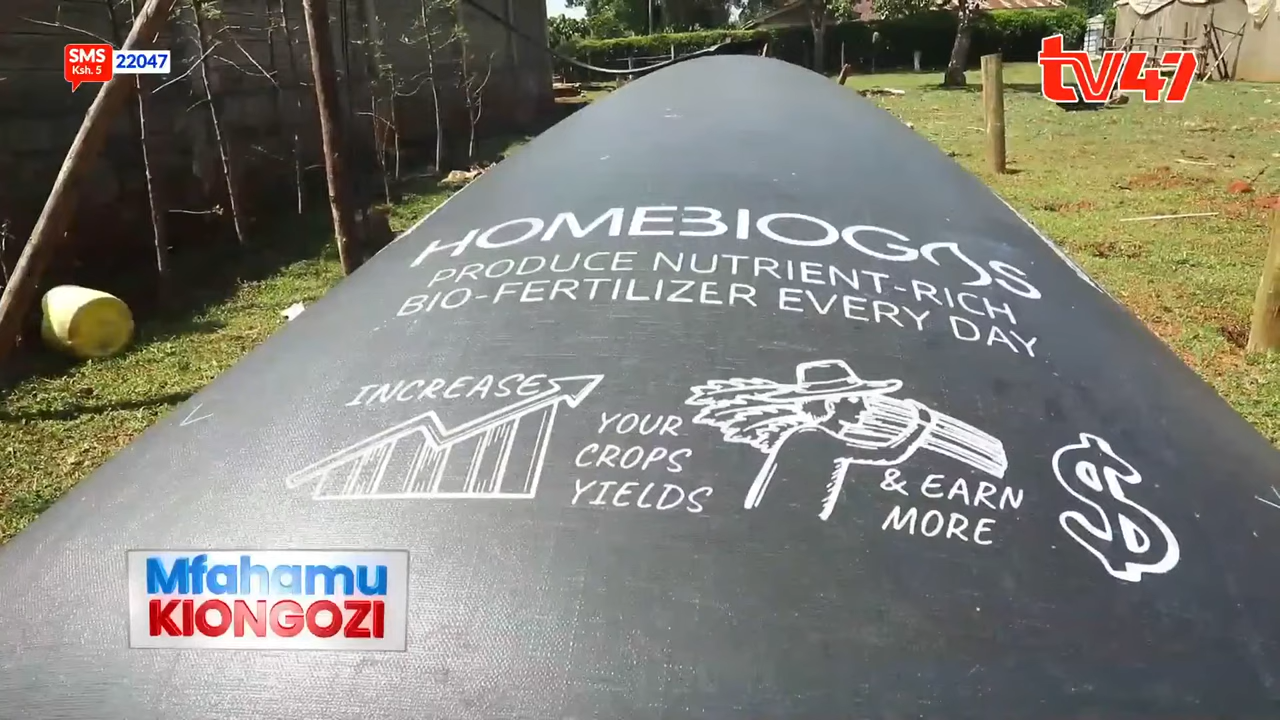 SMS
Ksh. 5
22047
tv47
HOMEBIOGAS
PRODUCE NUTRIENT-RICH
BIO-FERTILIZER EVERY DAY
INCREASE
YOUR
CROPS
YIELDS
& EARN
MORE
$
Mfahamu
KIONGOZI